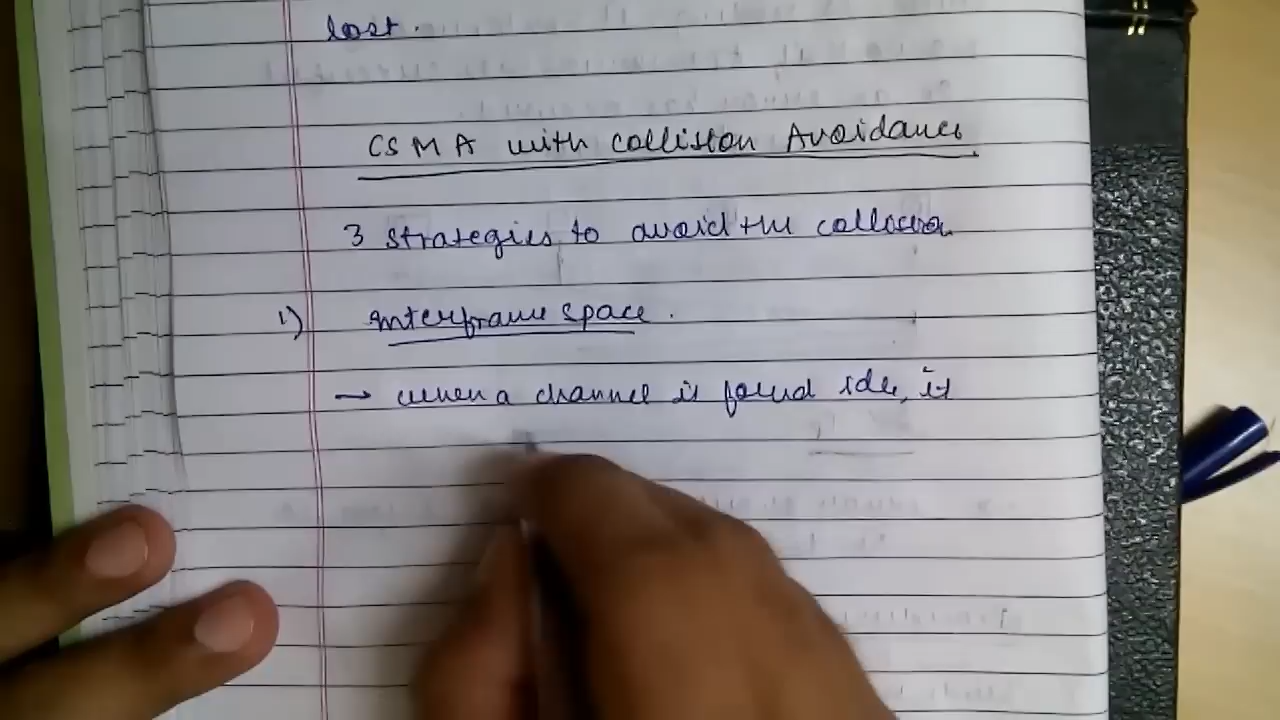 lost.
CSMA with collision Avoidance
3 strategies to avoid the collision.
1) Interframe space.
→ when a channel is found idle, it